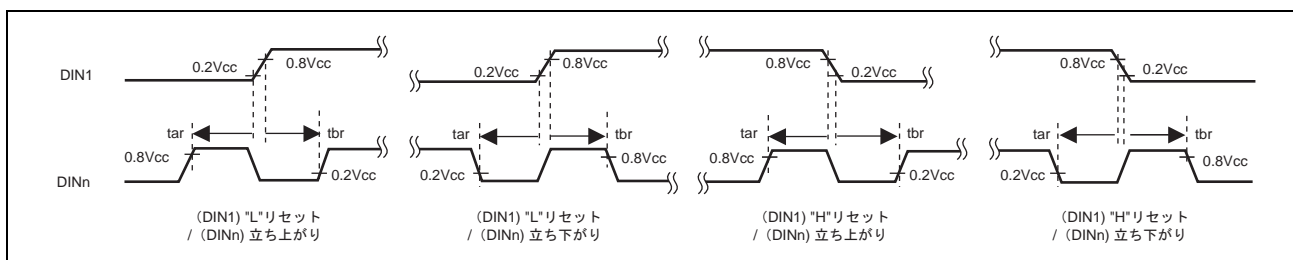 DIN1
0.2Vcc
0.8Vcc
0.2Vcc
0.8Vcc
0.8Vcc
0.2Vcc
0.8Vcc
0.2Vcc
tar
tbr
tar
tbr
tar
tbr
tar
tbr
DINn
0.8Vcc
0.2Vcc
0.2Vcc
0.8Vcc
0.8Vcc
0.2Vcc
0.2Vcc
0.8Vcc
(DIN1) "L"リセット
/ (DINn) 立ち上がり
(DIN1) "L"リセット
/ (DINn) 立ち下がり
(DIN1) "H"リセット
/ (DINn) 立ち上がり
(DIN1) "H"リセット
/ (DINn) 立ち下がり